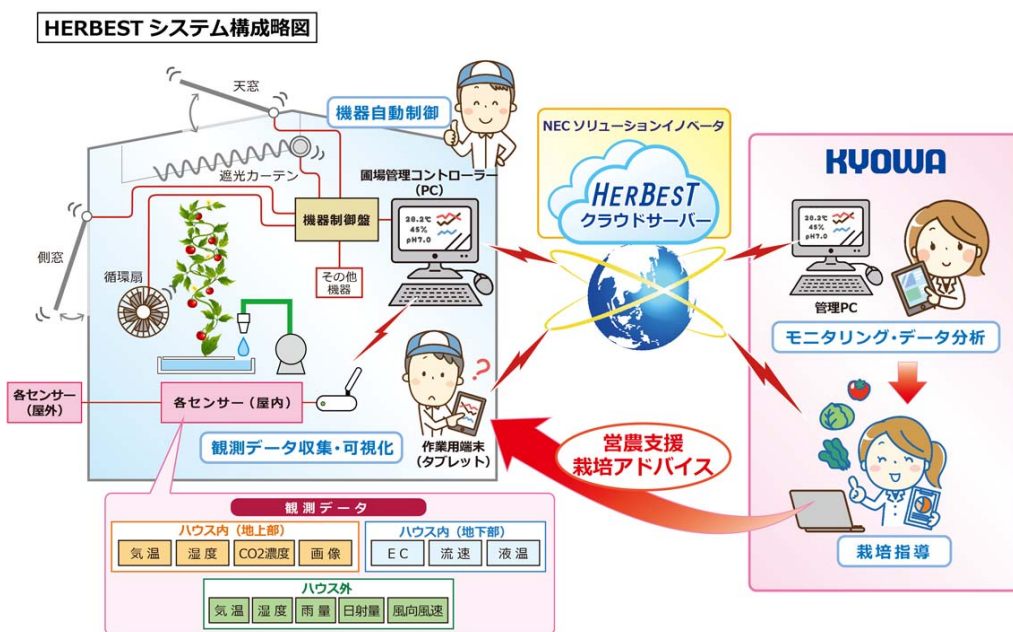 HERBEST システム構成略図
天窓
機器自動制御
遮光カーテン
圃場管理コントローラー
(PC)
機器制御盤
28.2℃
45%
pH7.0
側窓
循環扇
その他
機器
NEC ソリューションイノベータ
HERBEST
クラウドサーバー
KYOWA
28.2℃
45%
pH7.0
管理PC
モニタリング・データ分析
各センサー
(屋外)
各センサー(屋内)
?
観測データ収集・可視化
作業用端末
(タブレット)
営農支援
栽培アドバイス
栽培指導
観測データ
ハウス内(地上部)
気温 湿度 CO2濃度 画像
ハウス内(地下部)
EC 流速 液温
ハウス外
気温 湿度 雨量 日射量 風向風速